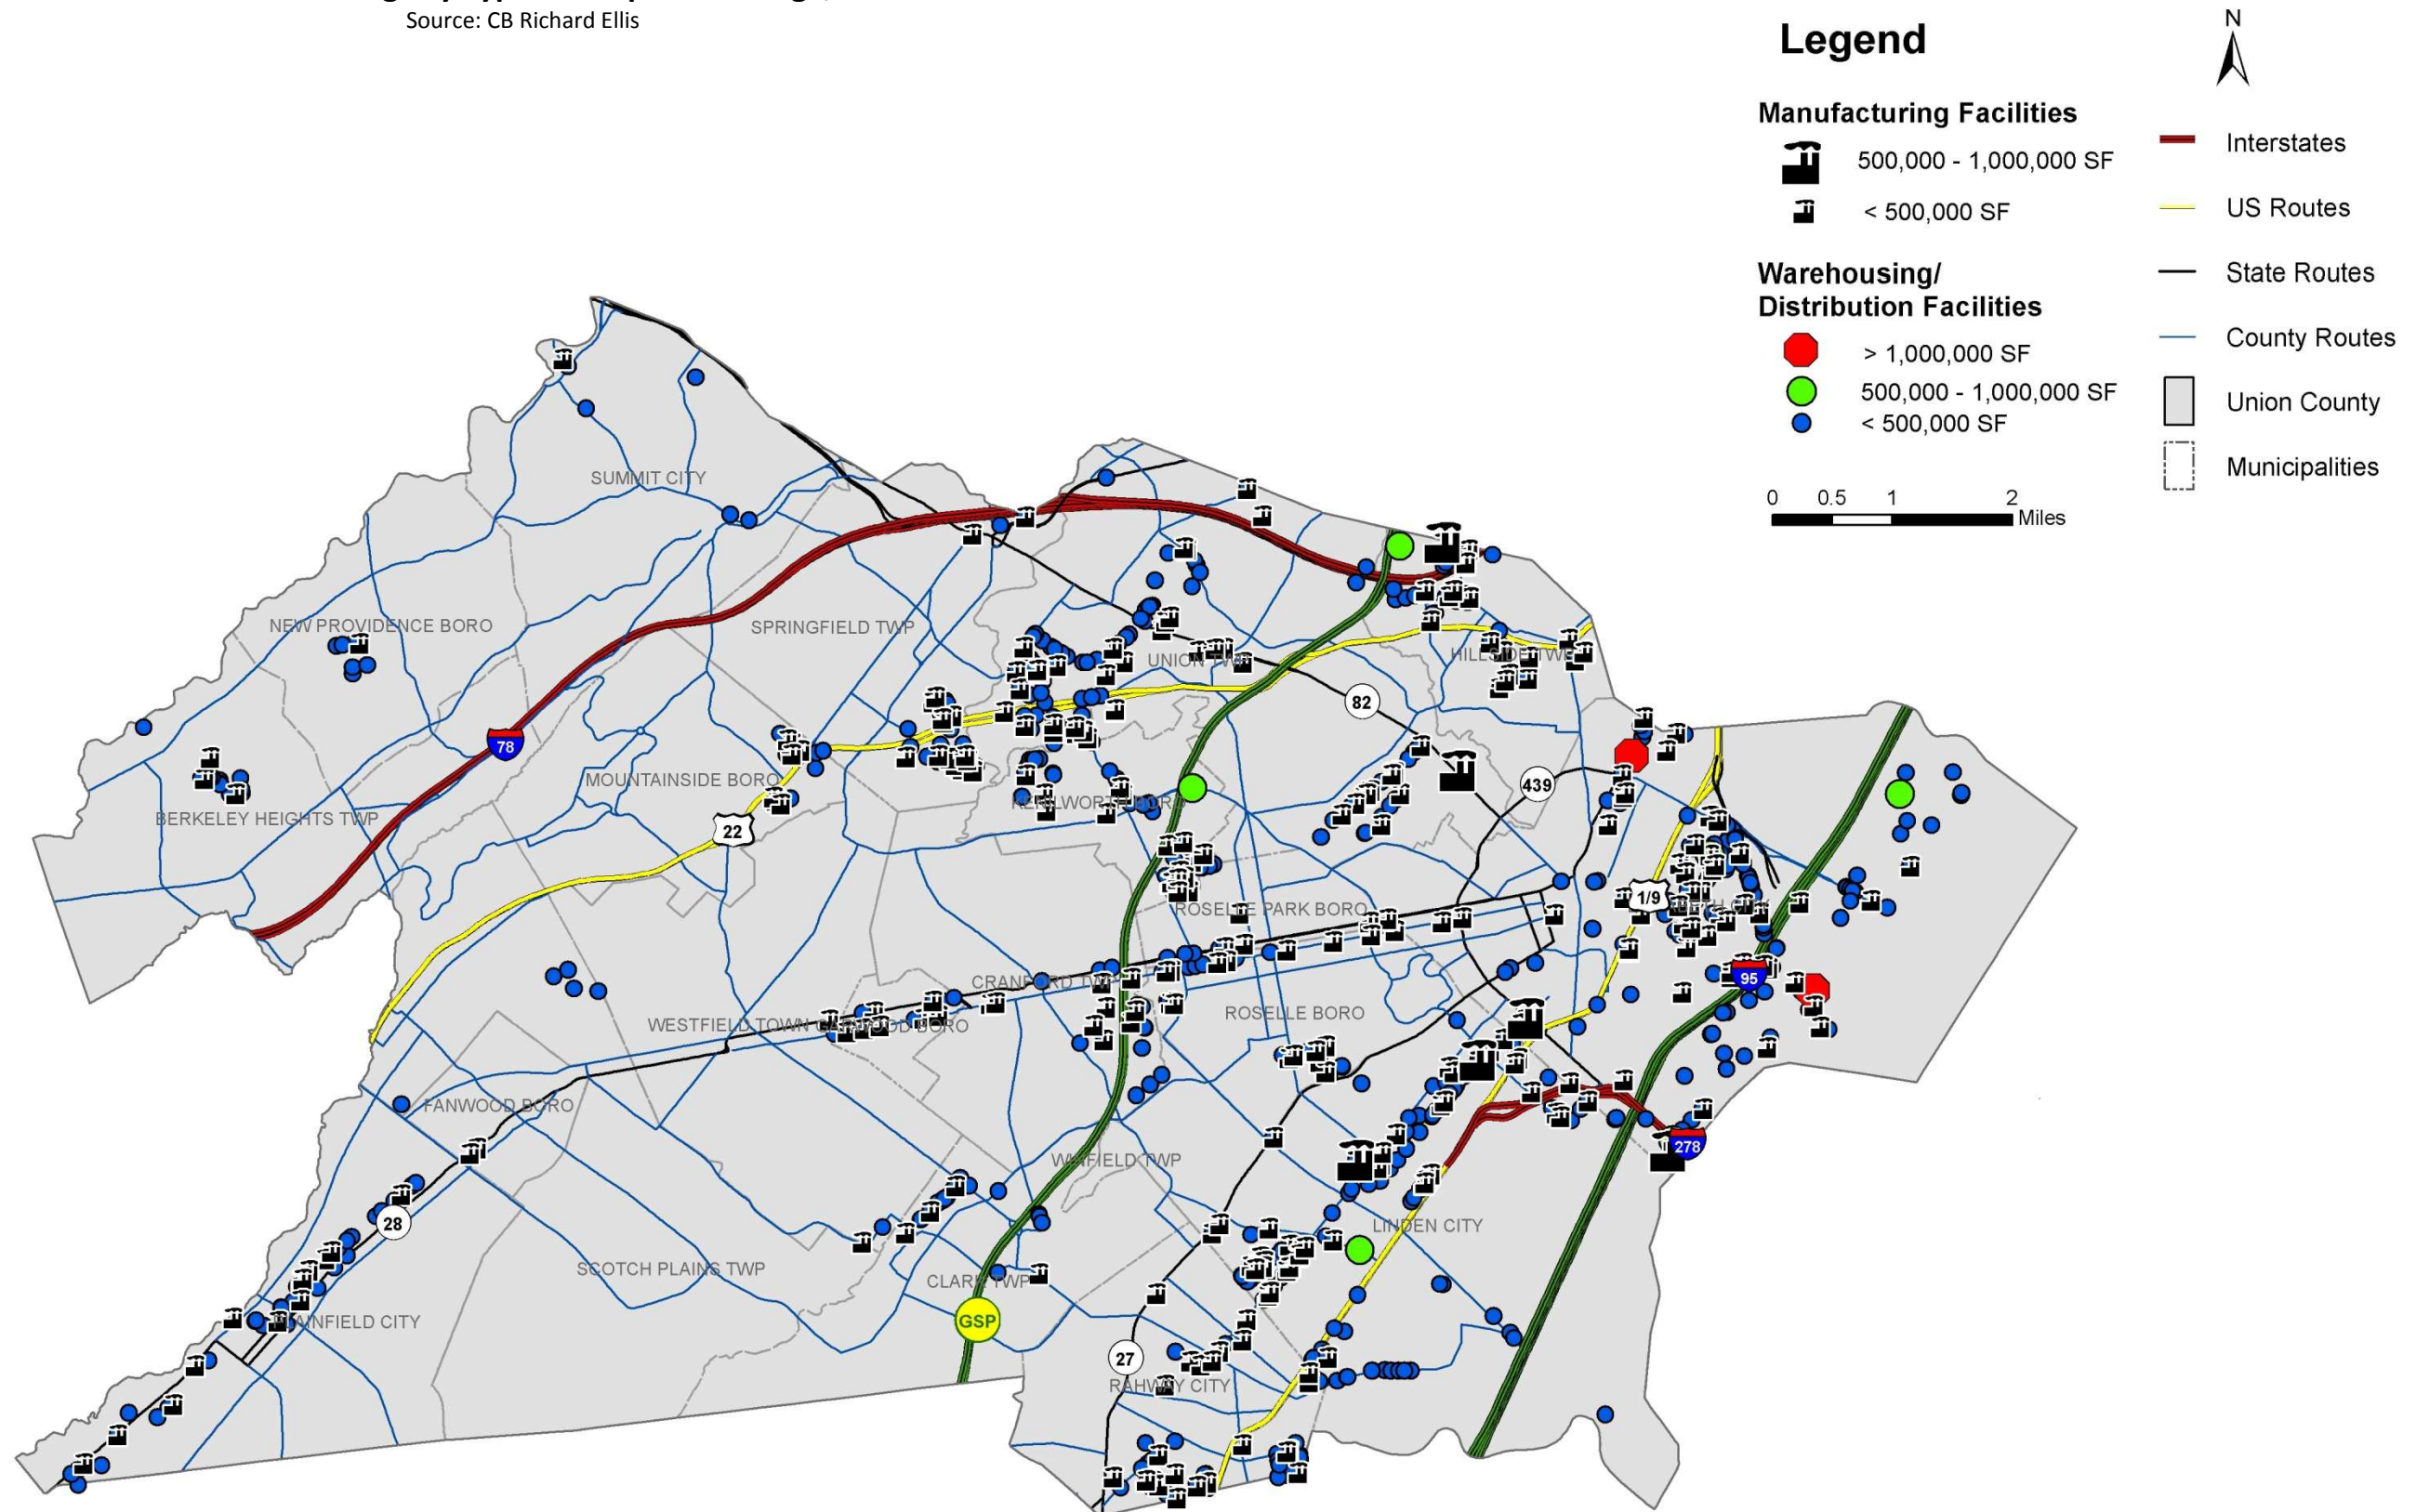 Source: CB Richard Ellis
Legend
N
Manufacturing Facilities
500,000 - 1,000,000 SF
< 500,000 SF
Warehousing/
Distribution Facilities
> 1,000,000 SF
500,000 - 1,000,000 SF
< 500,000 SF
Interstates
US Routes
State Routes
County Routes
Union County
Municipalities
0 0.5 1 2
Miles
SUMMIT CITY
NEW PROVIDENCE BORO
SPRINGFIELD TWP
UNION TWP
HILLSIDE TWP
82
78
MOUNTAINSIDE BORO
KENILWORTH BORO
439
BERKELEY HEIGHTS TWP
22
1/9
ROSELLE PARK BORO
CITY
CRANFORD TWP
95
WESTFIELD TOWN
GARWOOD BORO
ROSELLE BORO
FANWOOD BORO
278
WINFIELD TWP
28
LINDEN CITY
SCOTCH PLAINS TWP
CLARK TWP
PLAINFIELD CITY
GSP
27
RAHWAY CITY